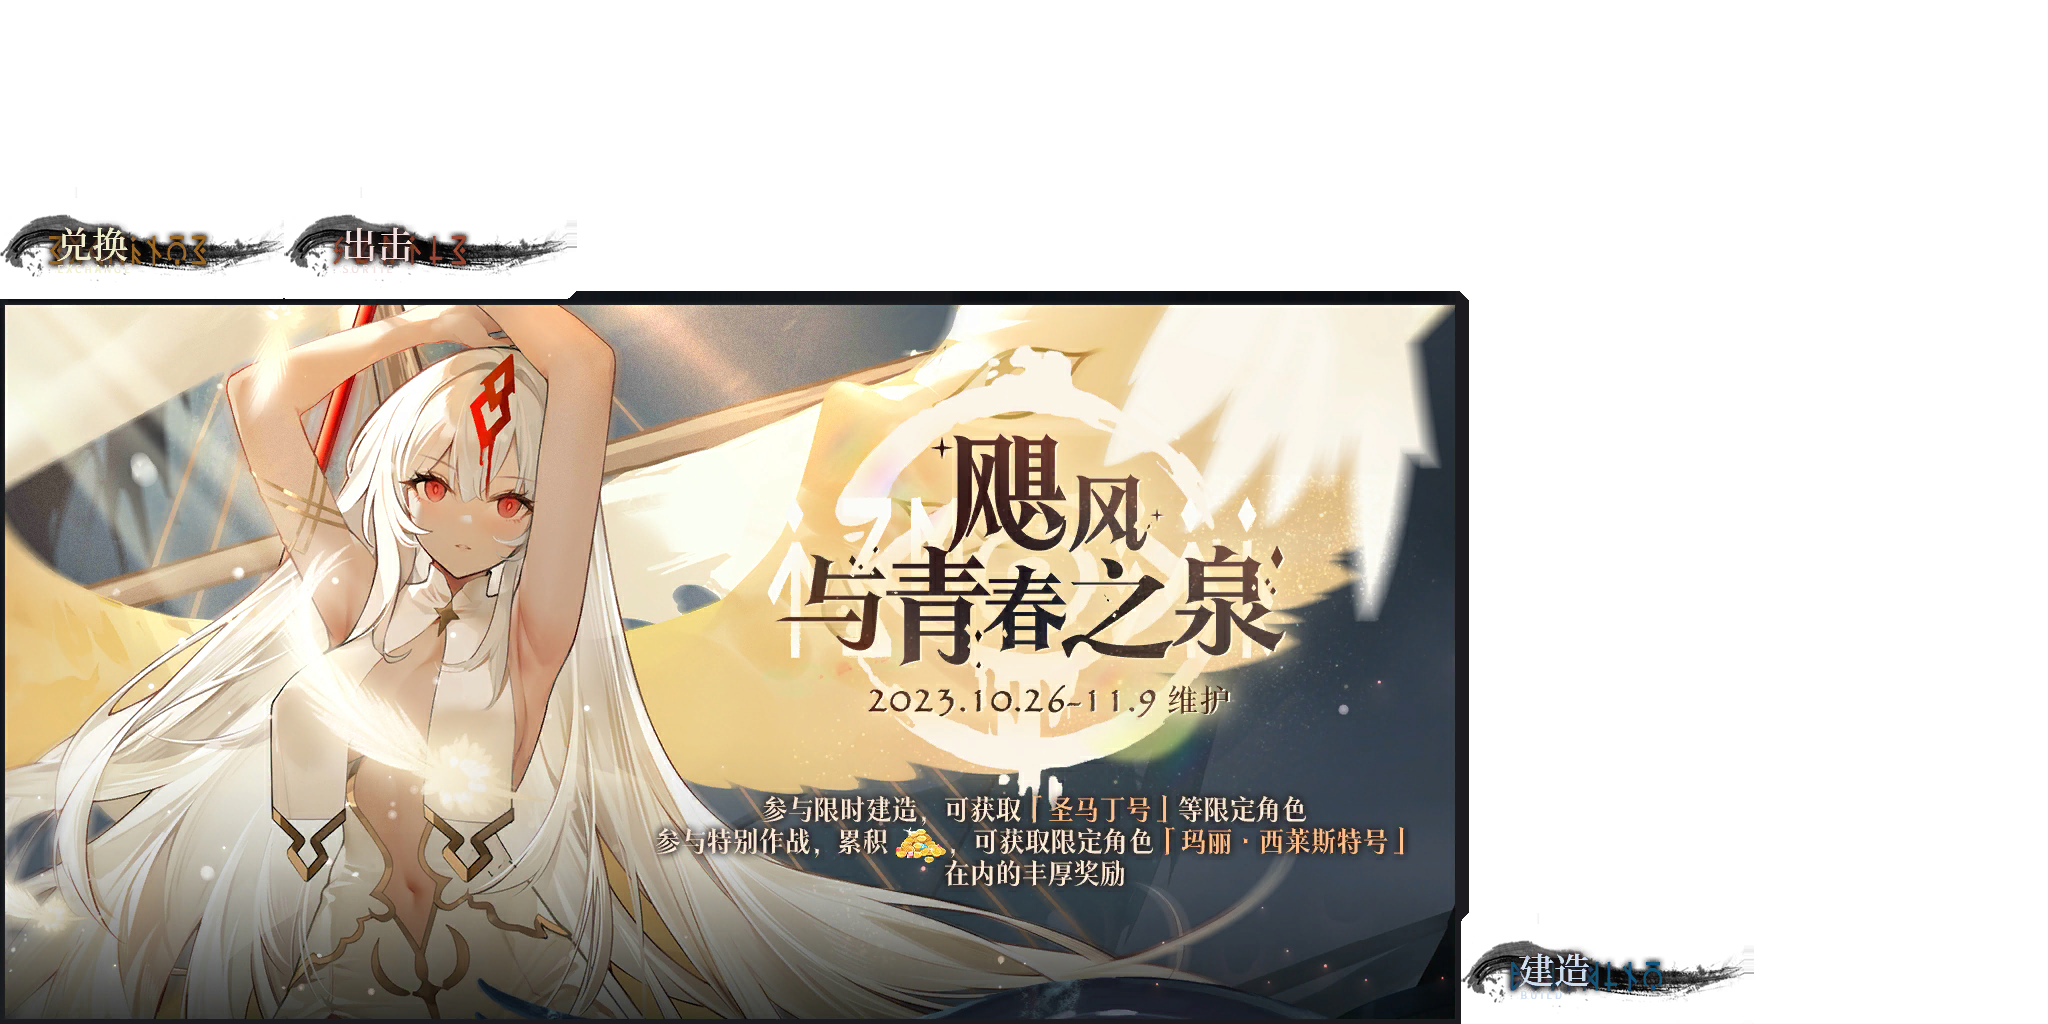 兑换
EXCHANGE
出击
SORTIE
飓风
与青春之泉
2023.10.26-11.9 维护
参与限时建造，可获取「圣马丁号」等限定角色
参与特别作战，累积 ，可获取限定角色「玛丽·西莱斯特号」
在内的丰厚奖励
建造
BUILD